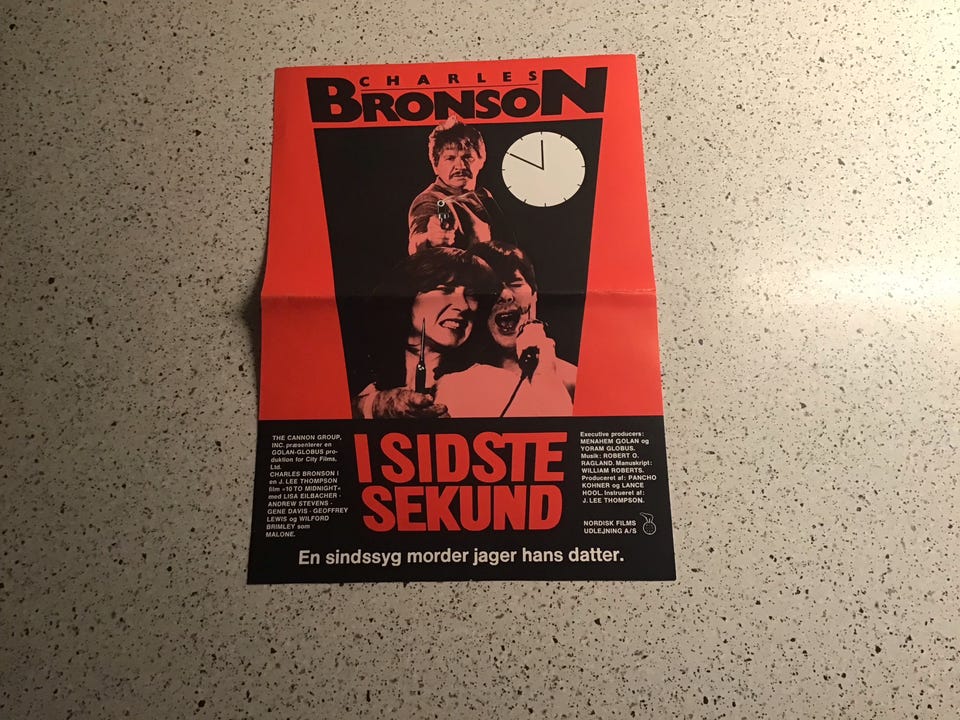 CHARLES
BRONSON
THE CANNON GROUP,
INC. præsenterer en
GOLAN-GLOBUS pro-
duktion for City Films,
Ltd.
CHARLES BRONSON i
en J. LEE THOMPSON
film »10 TO MIDNIGHT«
med LISA EILBACHER -
ANDREW STEVENS -
GENE DAVIS - GEOFFREY
LEWIS og WILFORD
BRIMLEY som
MALONE.
I SIDSTE
SEKUND
Executive producers:
MENAHEM GOLAN og
YORAM GLOBUS.
Musik: ROBERT O.
RAGLAND. Manuskript:
WILLIAM ROBERTS.
Produceret af: PANCHO
KOHNER og LANCE
HOOL. Instrueret af:
J. LEE THOMPSON.
NORDISK FILMS
UDLEJNING A/S
En sindssyg morder jager hans datter.